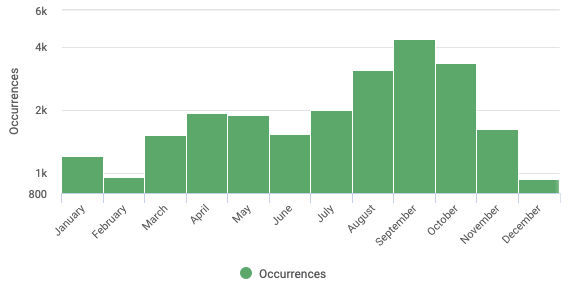 6k
4k
2k
1k
800
Occurrences
January
February
March
April
May
June
July
August
September
October
November
December
Occurrences